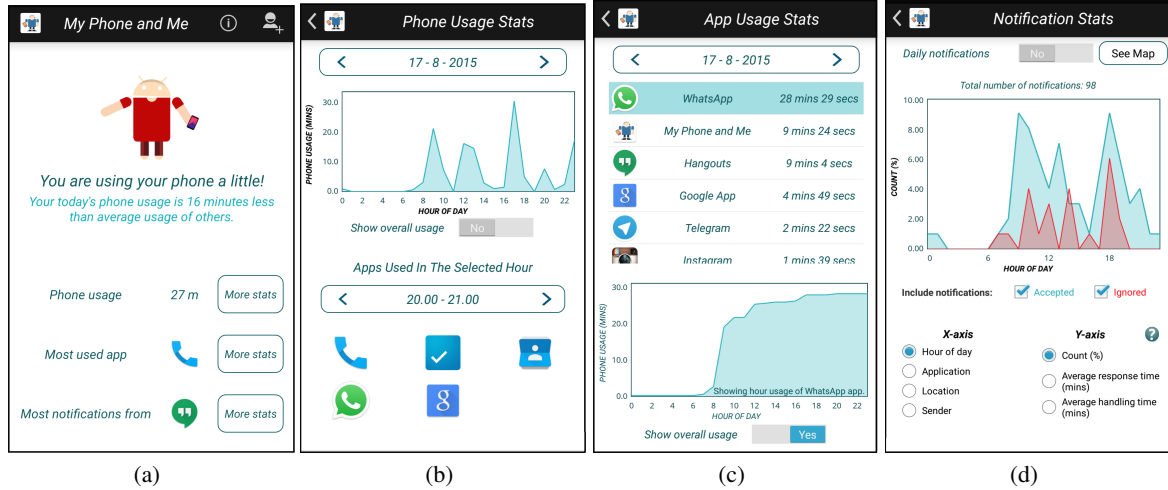 My Phone and Me
You are using your phone a little!
Your today's phone usage is 16 minutes less
than average usage of others.
Phone usage 27 m More stats
Most used app More stats
Most notifications from More stats
(a)
Phone Usage Stats
17 - 8 - 2015
PHONE USAGE (MINS)
30.0
20.0
10.0
0.0
0 2 4 6 8 10 12 14 16 18 20 22
HOUR OF DAY
Show overall usage No
Apps Used In The Selected Hour
20.00 - 21.00
8
(b)
App Usage Stats
17 - 8 - 2015
WhatsApp 28 mins 29 secs
My Phone and Me 9 mins 24 secs
Hangouts 9 mins 4 secs
8 Google App 4 mins 49 secs
Telegram 2 mins 22 secs
Instagram 1 mins 39 secs
PHONE USAGE (MINS)
30.0
20.0
10.0
0.0
Showing hour usage of WhatsApp app.
0 2 4 6 8 10 12 14 16 18 20 22
HOUR OF DAY
Show overall usage Yes
(c)
Notification Stats
Daily notifications No See Map
Total number of notifications: 98
COUNT (%)
10.00
8.00
6.00
4.00
2.00
0.00
0 6 12 18
HOUR OF DAY
Include notifications: Accepted Ignored
X-axis Y-axis ?
Hour of day Count (%)
Application Average response time
(mins)
Location Average handling time
(mins)
Sender
(d)